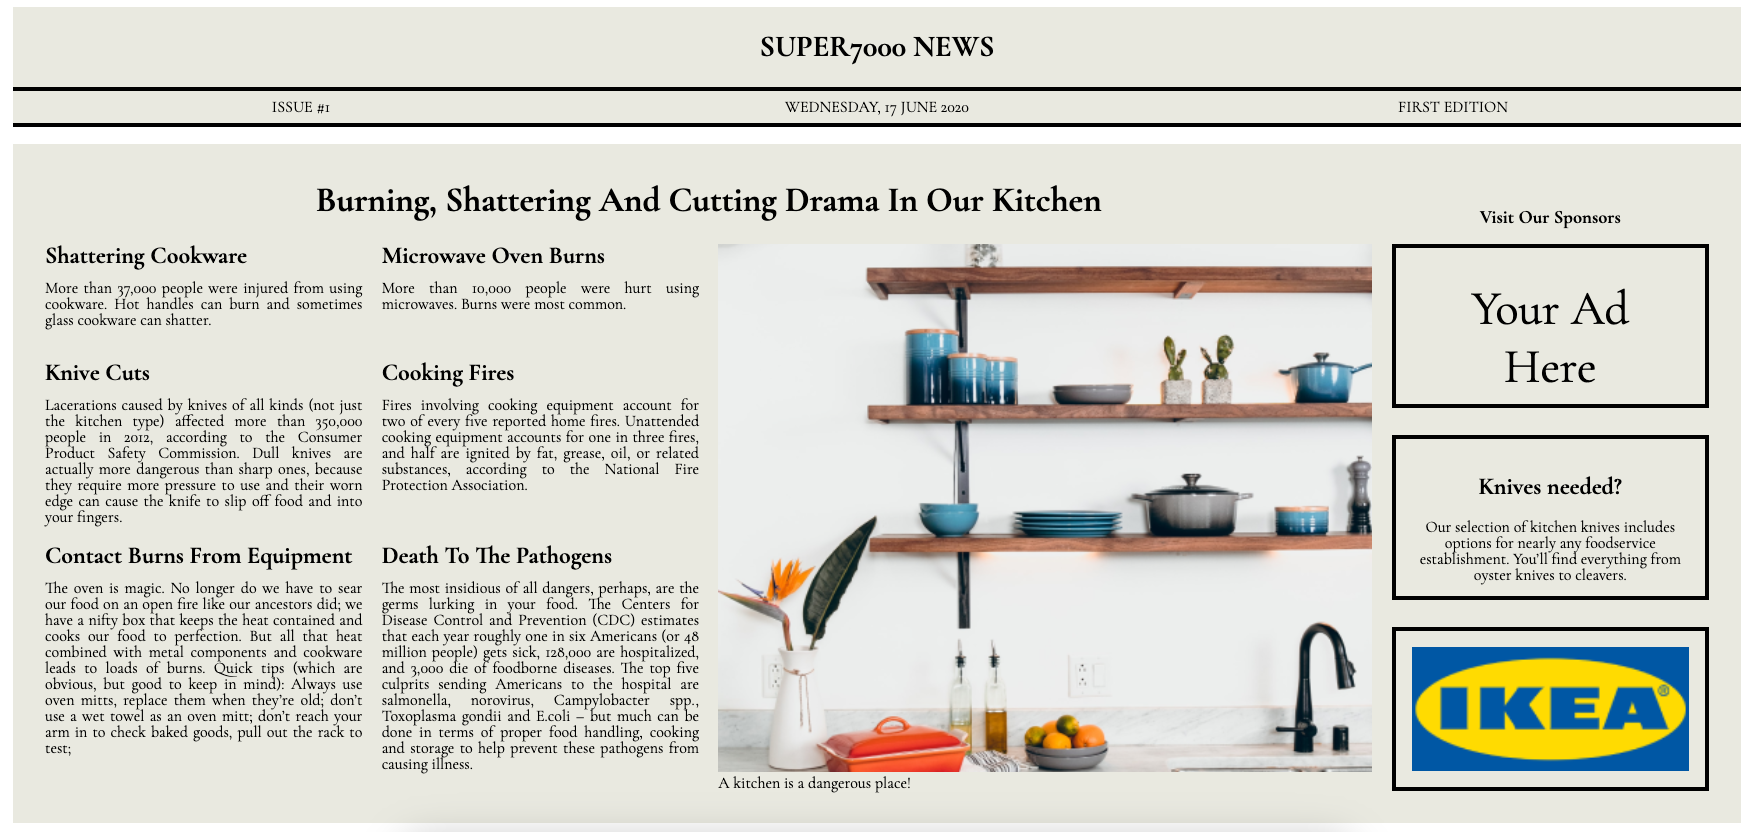 SUPER7000 NEWS
ISSUE #1
WEDNESDAY, 17 JUNE 2020
FIRST EDITION
Burning, Shattering And Cutting Drama In Our Kitchen
Shattering Cookware
More than 37,000 people were injured from using
cookware. Hot handles can burn and sometimes
glass cookware can shatter.
Microwave Oven Burns
More than 10,000 people were hurt using
microwaves. Burns were most common.
Knive Cuts
Lacerations caused by knives of all kinds (not just
the kitchen type) affected more than 350,000
people in 2012, according to the Consumer
Product Safety Commission. Dull knives are
actually more dangerous than sharp ones, because
they require more pressure to use and their worn
edge can cause the knife to slip off food and into
your fingers.
Cooking Fires
Fires involving cooking equipment account for
two of every five reported home fires. Unattended
cooking equipment accounts for one in three fires,
and half are ignited by fat, grease, oil, or related
substances, according to the National Fire
Protection Association.
Contact Burns From Equipment
The oven is magic. No longer do we have to sear
our food on an open fire like our ancestors did; we
have a nifty box that keeps the heat contained and
cooks our food to perfection. But all that heat
combined with metal components and cookware
leads to loads of burns. Quick tips (which are
obvious, but good to keep in mind): Always use
oven mitts, replace them when they're old; don't
use a wet towel as an oven mitt; don't reach your
arm in to check baked goods, pull out the rack to
test;
Death To The Pathogens
The most insidious of all dangers, perhaps, are the
germs lurking in your food. The Centers for
Disease Control and Prevention (CDC) estimates
that each year roughly one in six Americans (or 48
million people) gets sick, 128,000 are hospitalized,
and 3,000 die of foodborne diseases. The top five
culprits sending Americans to the hospital are
salmonella, norovirus, Campylobacter spp.,
Toxoplasma gondii and E.coli – but much can be
done in terms of proper food handling, cooking
and storage to help prevent these pathogens from
causing illness.
A kitchen is a dangerous place!
Visit Our Sponsors
Your Ad
Here
Knives needed?
Our selection of kitchen knives includes
options for nearly any foodservice
establishment. You'll find everything from
oyster knives to cleavers.
IKEA®